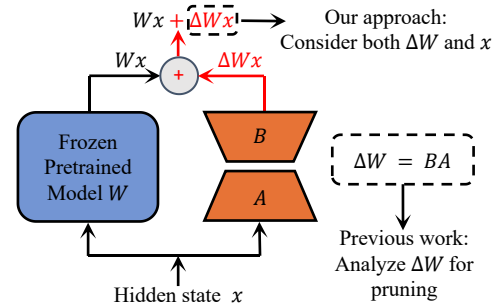 Wx + ΔWx
Our approach:
Consider both ΔW and x
Wx
+
ΔWx
Frozen
Pretrained
Model W
B
A
ΔW = BA
Previous work:
Analyze ΔW for
pruning
Hidden state x